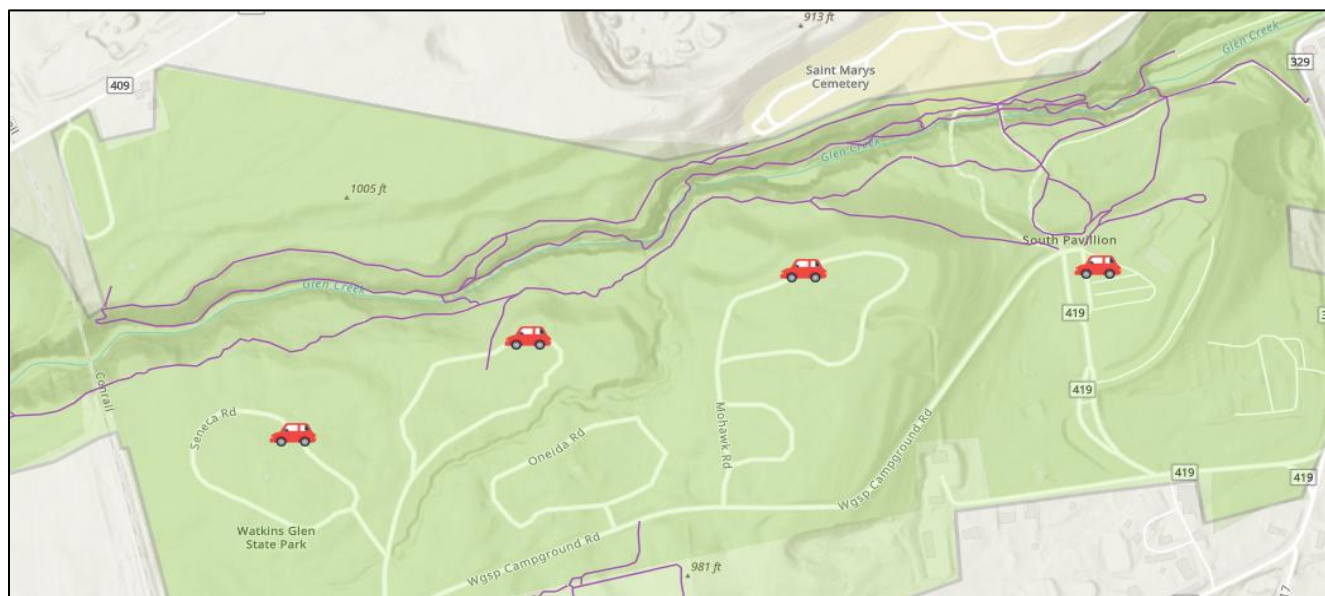 913 ft
Glen Creek
329
409
Saint Marys
Cemetery
Glen Creek
1005 ft
South Pavillion
Glen Creek
419
Conrail
419
Seneca Rd
Mohawk Rd
Oneida Rd
Wgsp Campground Rd
419
419
Watkins Glen
State Park
Wgsp Campground Rd
981 ft